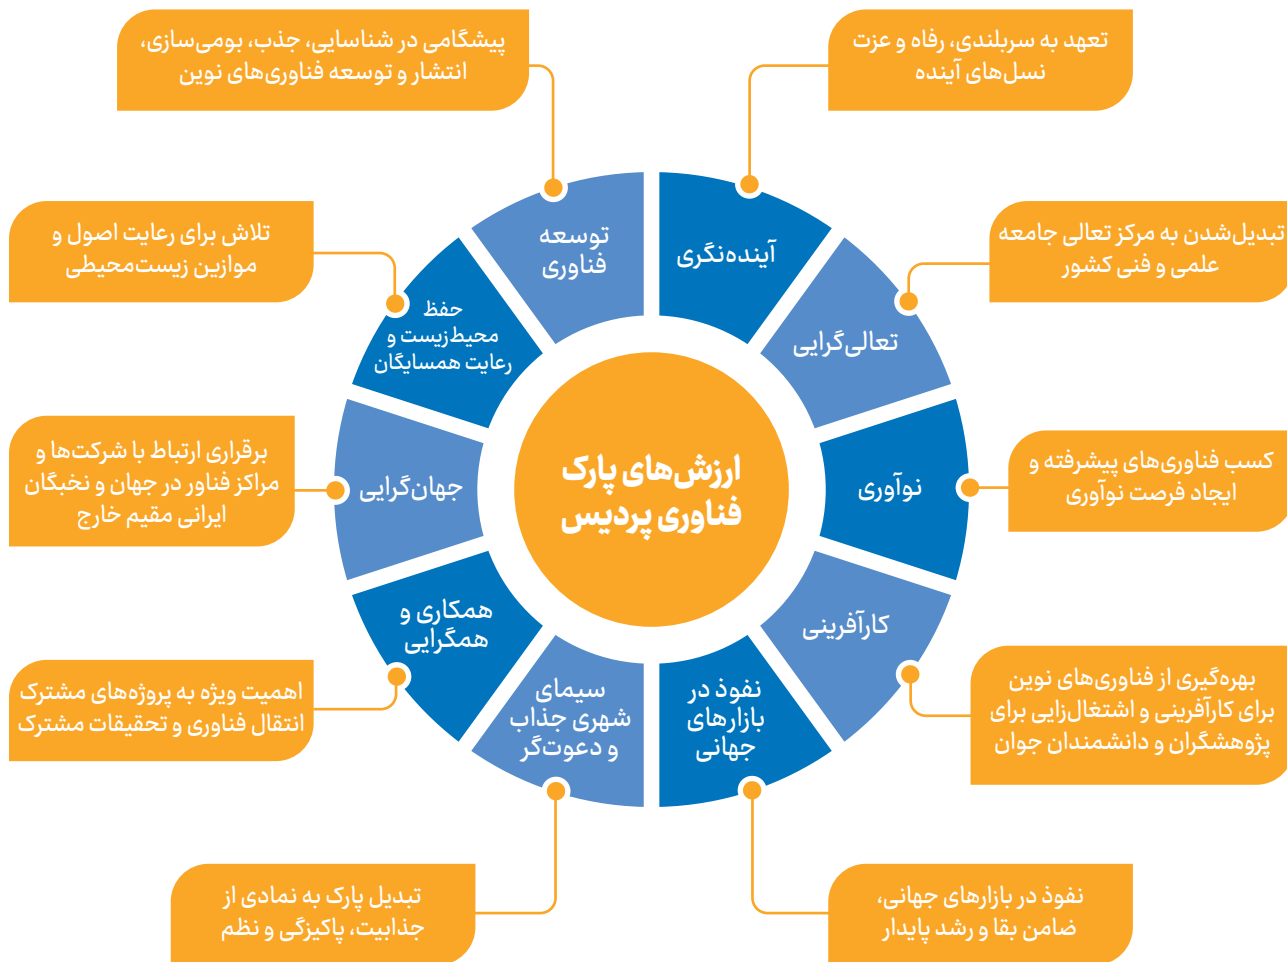 ارزش‌های پارک
فناوری پردیس
آینده‌نگری
تعهد به سربلندی، رفاه و عزت
نسل‌های آینده
تعالی‌گرایی
تبدیل‌شدن به مرکز تعالی جامعه
علمی و فنی کشور
نوآوری
کسب فناوری‌های پیشرفته و
ایجاد فرصت نوآوری
کارآفرینی
بهره‌گیری از فناوری‌های نوین
برای کارآفرینی و اشتغال‌زایی برای
پژوهشگران و دانشمندان جوان
نفوذ در
بازارهای
جهانی
نفوذ در بازارهای جهانی،
ضامن بقا و رشد پایدار
سیمای
شهری جذاب
و دعوت‌گر
تبدیل پارک به نمادی از
جذابیت، پاکیزگی و نظم
همکاری و
همگرایی
اهمیت ویژه به پروژه‌های مشترک
انتقال فناوری و تحقیقات مشترک
جهان‌گرایی
برقراری ارتباط با شرکت‌ها و
مراکز فناور در جهان و نخبگان
ایرانی مقیم خارج
حفظ
محیط‌زیست و
رعایت همسایگان
تلاش برای رعایت اصول و
موازین زیست‌محیطی
توسعه
فناوری
پیشگامی در شناسایی، جذب، بومی‌سازی،
انتشار و توسعه فناوری‌های نوین